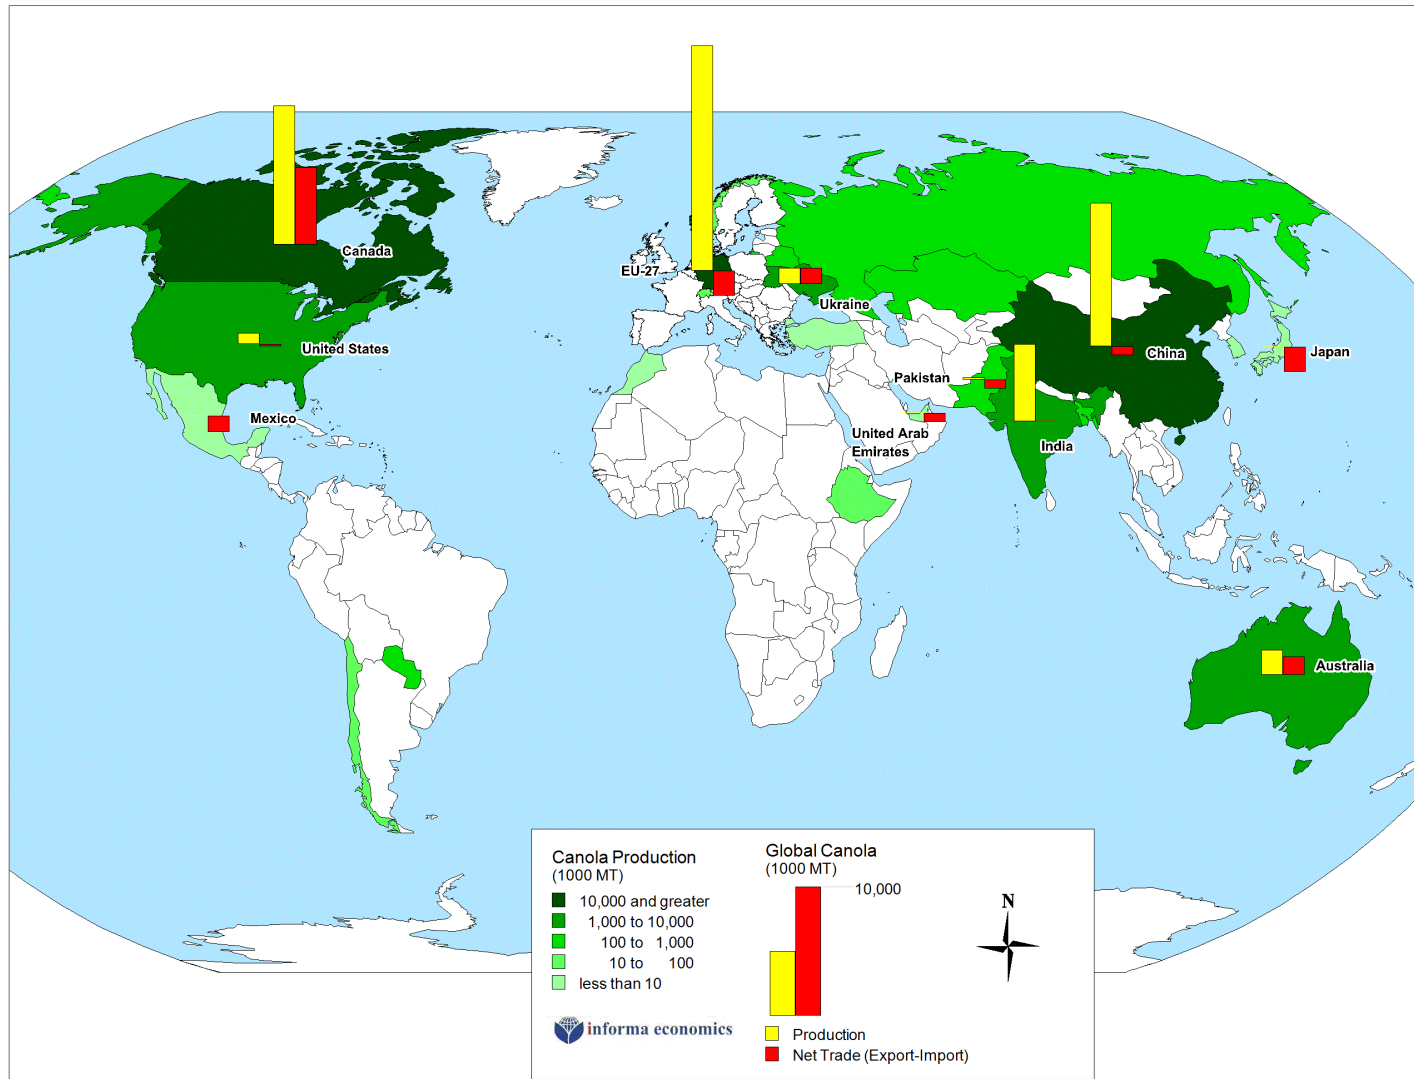 Canada
EU-27
Ukraine
United States
China
Japan
Pakistan
Mexico
United Arab
Emirates
India
Australia
Canola Production
(1000 MT)
10,000 and greater
1,000 to 10,000
100 to 1,000
10 to 100
less than 10
informa economics
Global Canola
(1000 MT)
10,000
Production
Net Trade (Export-Import)
N